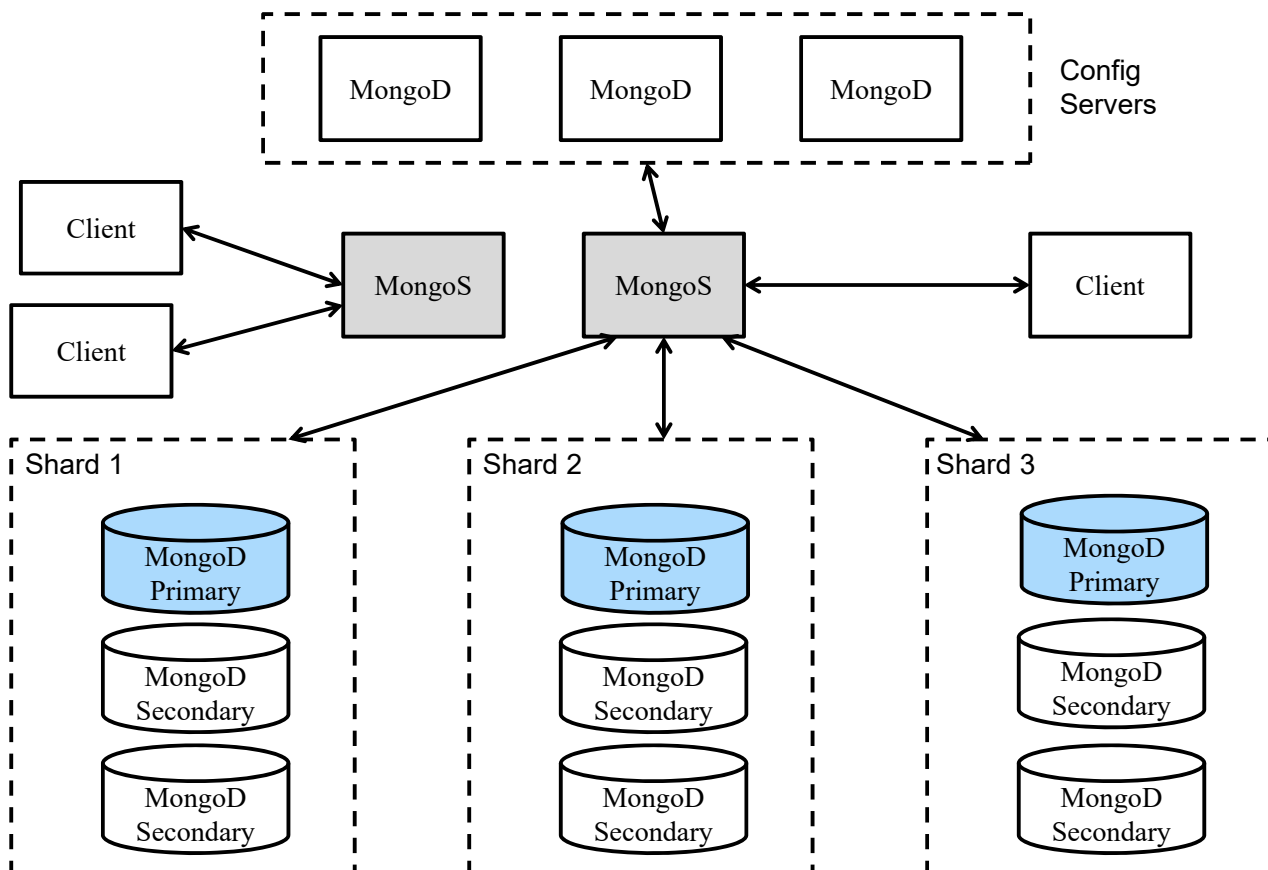 MongoD
MongoD
MongoD
Config
Servers
Client
MongoS
MongoS
Client
Client
Shard 1
Shard 2
Shard 3
MongoD
Primary
MongoD
Secondary
MongoD
Secondary
MongoD
Primary
MongoD
Secondary
MongoD
Secondary
MongoD
Primary
MongoD
Secondary
MongoD
Secondary